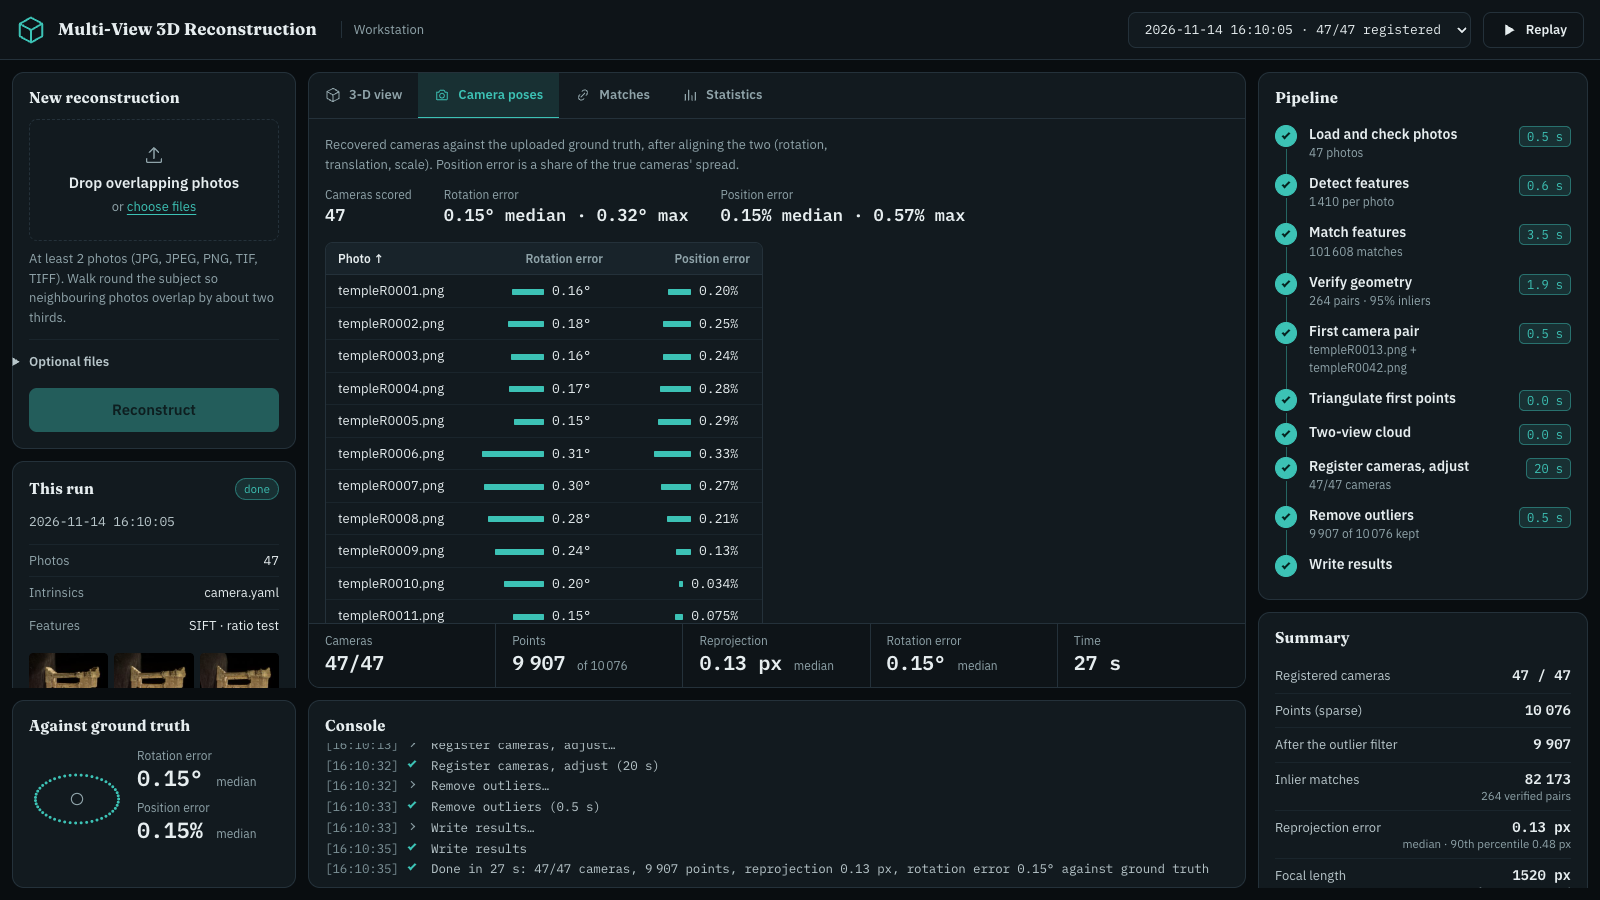 Multi-View 3D Reconstruction
Workstation
2026-11-14 16:10:05 · 47/47 registered
Replay
New reconstruction
Drop overlapping photos
or choose files
At least 2 photos (JPG, JPEG, PNG, TIF,
TIFF). Walk round the subject so
neighbouring photos overlap by about two
thirds.
Optional files
Reconstruct
This run
done
2026-11-14 16:10:05
Photos 47
Intrinsics camera.yaml
Features SIFT · ratio test
Against ground truth
Rotation error
0.15° median
Position error
0.15% median
3-D view
Camera poses
Matches
Statistics
Recovered cameras against the uploaded ground truth, after aligning the two (rotation,
translation, scale). Position error is a share of the true cameras' spread.
Cameras scored Rotation error Position error
47 0.15° median · 0.32° max 0.15% median · 0.57% max
Photo ↑ Rotation error Position error
templeR0001.png 0.16° 0.20%
templeR0002.png 0.18° 0.25%
templeR0003.png 0.16° 0.24%
templeR0004.png 0.17° 0.28%
templeR0005.png 0.15° 0.29%
templeR0006.png 0.31° 0.33%
templeR0007.png 0.30° 0.27%
templeR0008.png 0.28° 0.21%
templeR0009.png 0.24° 0.13%
templeR0010.png 0.20° 0.034%
templeR0011.png 0.15° 0.075%
Cameras Points Reprojection Rotation error Time
47/47 9 907 of 10 076 0.13 px median 0.15° median 27 s
Console
[16:10:13] › Register cameras, adjust…
[16:10:32] ✔ Register cameras, adjust (20 s)
[16:10:32] › Remove outliers…
[16:10:33] ✔ Remove outliers (0.5 s)
[16:10:33] › Write results…
[16:10:35] ✔ Write results
[16:10:35] ✔ Done in 27 s: 47/47 cameras, 9 907 points, reprojection 0.13 px, rotation error 0.15° against ground truth
Pipeline
Load and check photos 0.5 s
47 photos
Detect features 0.6 s
1 410 per photo
Match features 3.5 s
101 608 matches
Verify geometry 1.9 s
264 pairs · 95% inliers
First camera pair 0.5 s
templeR0013.png +
templeR0042.png
Triangulate first points 0.0 s
Two-view cloud 0.0 s
Register cameras, adjust 20 s
47/47 cameras
Remove outliers 0.5 s
9 907 of 10 076 kept
Write results
Summary
Registered cameras 47 / 47
Points (sparse) 10 076
After the outlier filter 9 907
Inlier matches 82 173
264 verified pairs
Reprojection error 0.13 px
median · 90th percentile 0.48 px
Focal length 1520 px